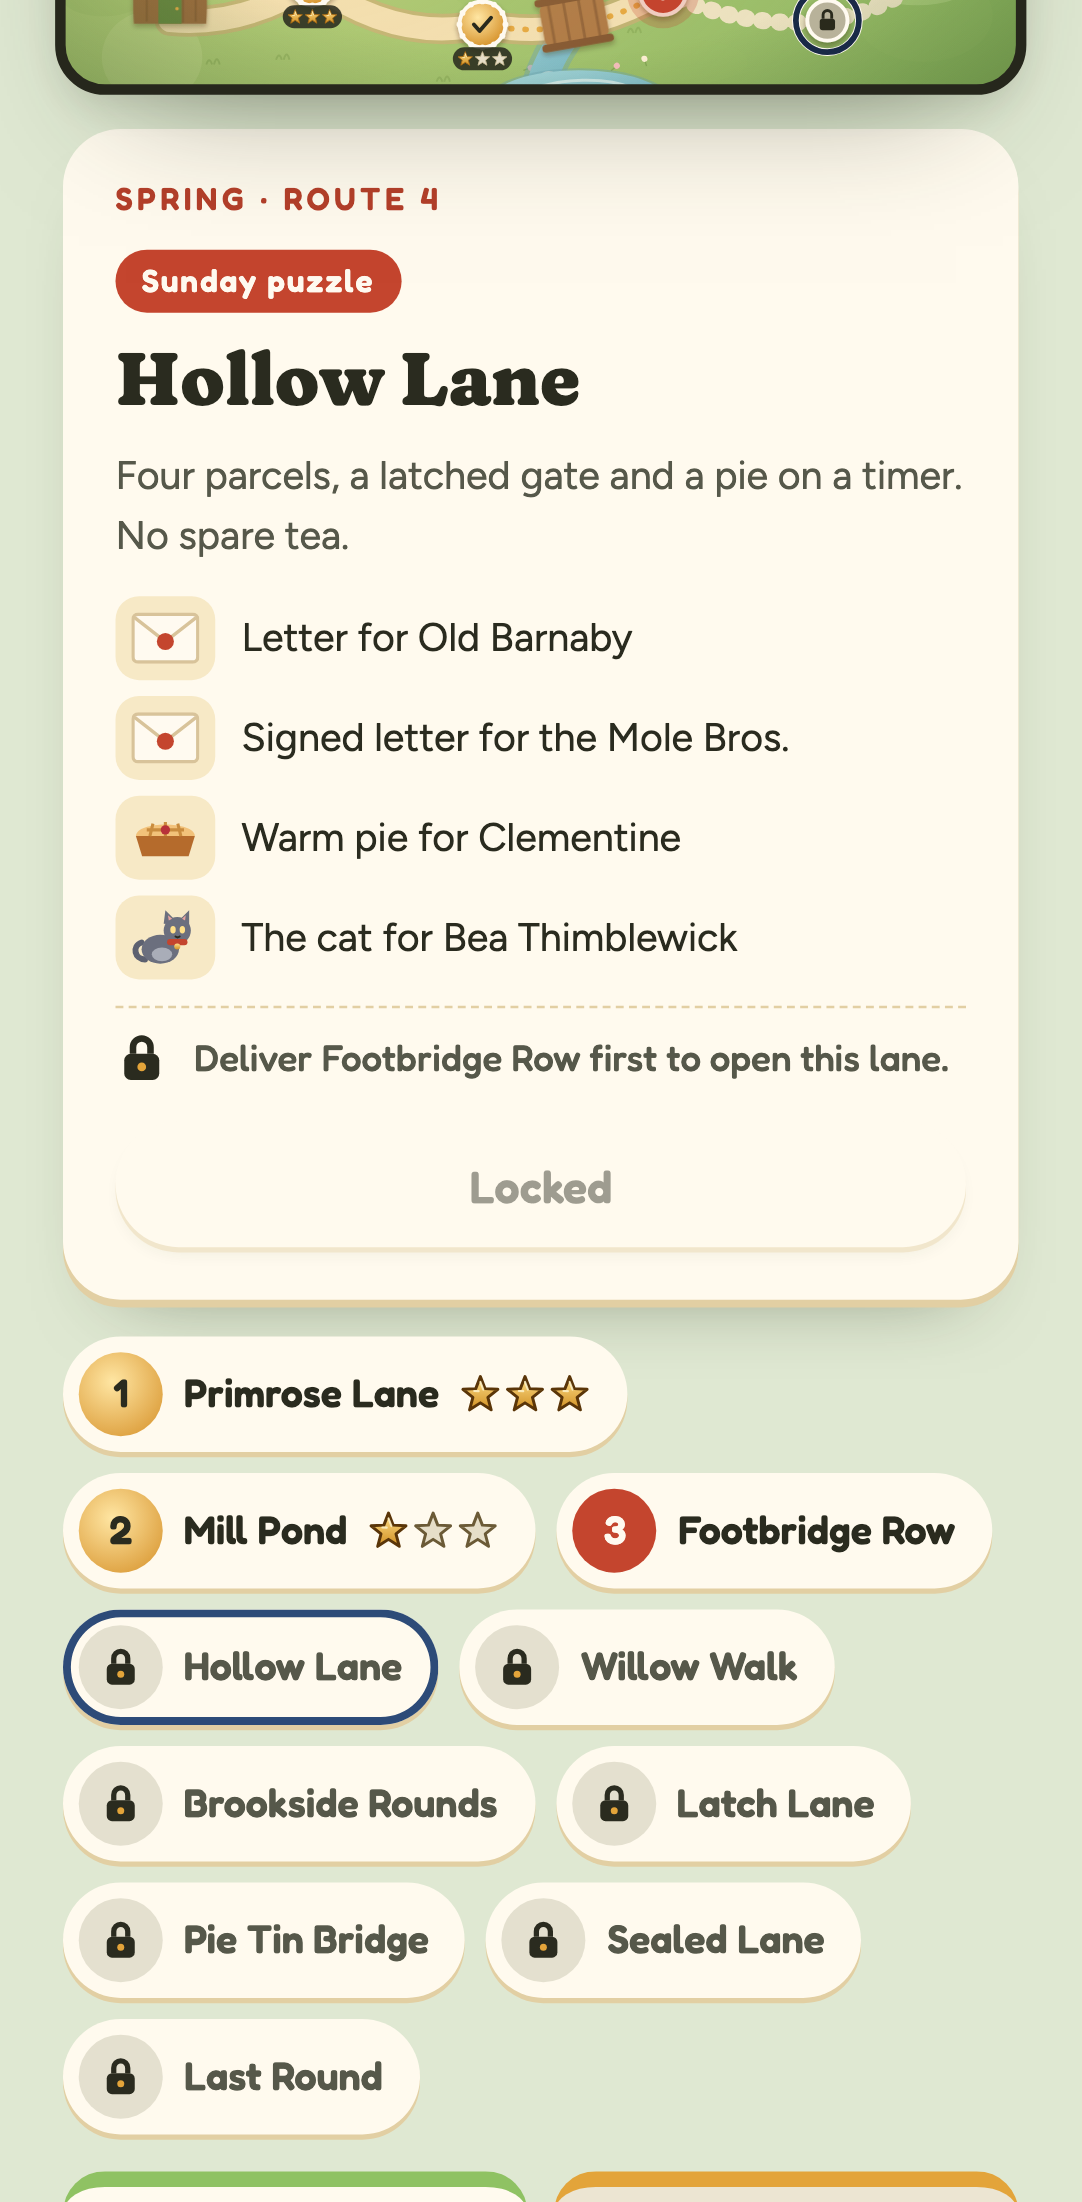 SPRING · ROUTE 4
Sunday puzzle
Hollow Lane
Four parcels, a latched gate and a pie on a timer.
No spare tea.
Letter for Old Barnaby
Signed letter for the Mole Bros.
Warm pie for Clementine
The cat for Bea Thimblewick
Deliver Footbridge Row first to open this lane.
Locked
1 Primrose Lane
2 Mill Pond
3 Footbridge Row
Hollow Lane
Willow Walk
Brookside Rounds
Latch Lane
Pie Tin Bridge
Sealed Lane
Last Round